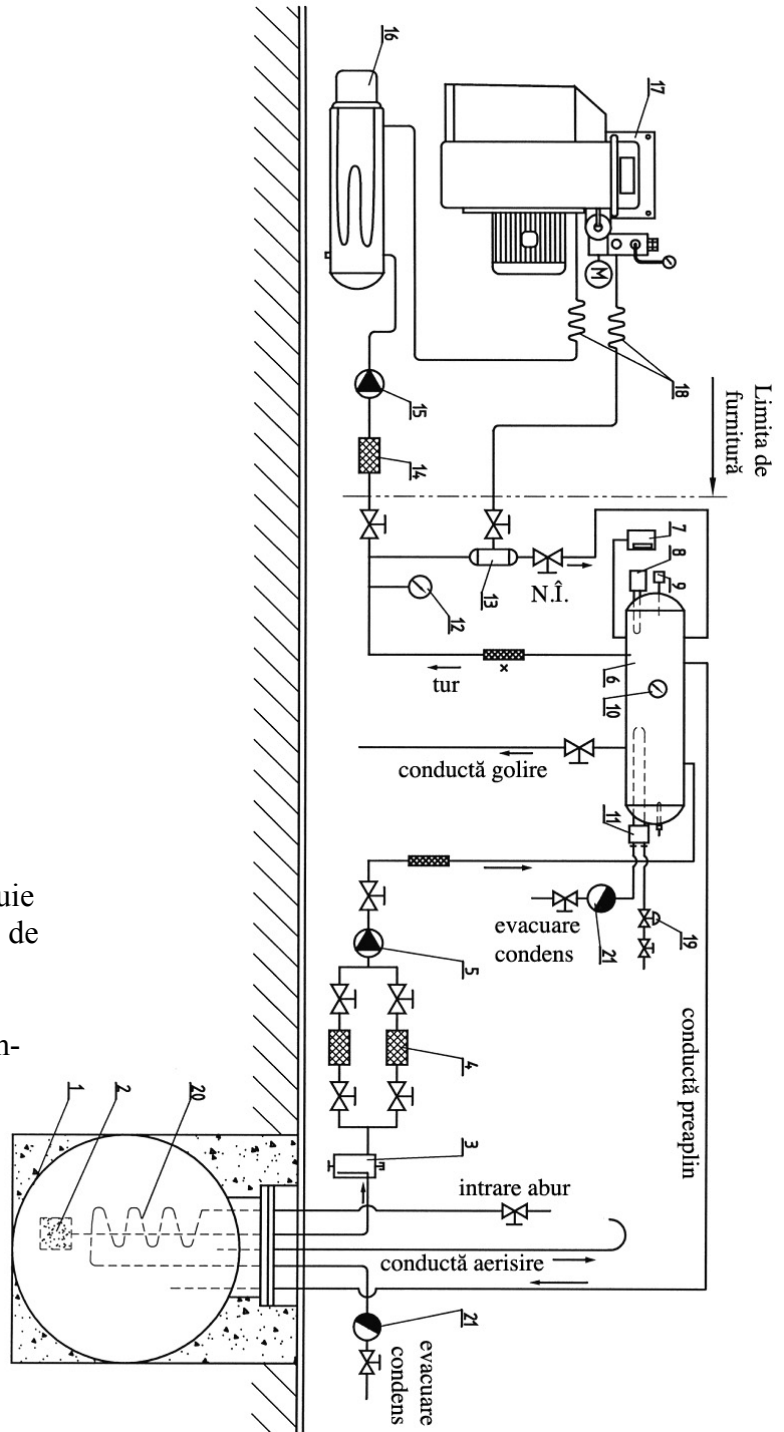 16
17
18
Limita de
furnitură
15
14
M
7
8
9
13
N.Î.
12
6
10
tur
conductă golire
11
evacuare
condens
21
19
5
4
3
conductă preaplin
intrare abur
conductă aerisire
1
2
20
21
evacuare
condens
uie
de
n-